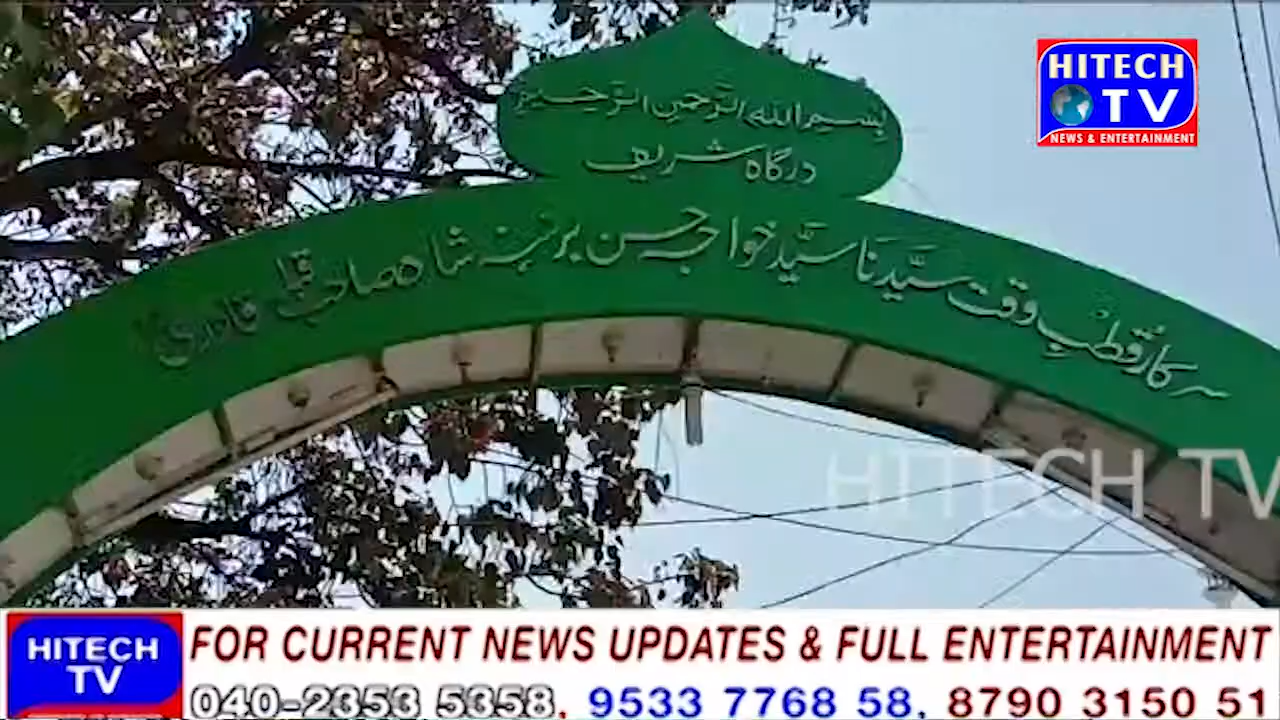 HITECH
TV
NEWS & ENTERTAINMENT
بسم الله الرحمن الرحیم
درگاہ شریف
سرکار قطب وقت سیدنا سید خواجہ حسن برہنہ شاہ صاحب قبلہ قادری
HITECH TV
HITECH
TV
FOR CURRENT NEWS UPDATES & FULL ENTERTAINMENT
040-2353 5358, 9533 7768 58, 8790 3150 51